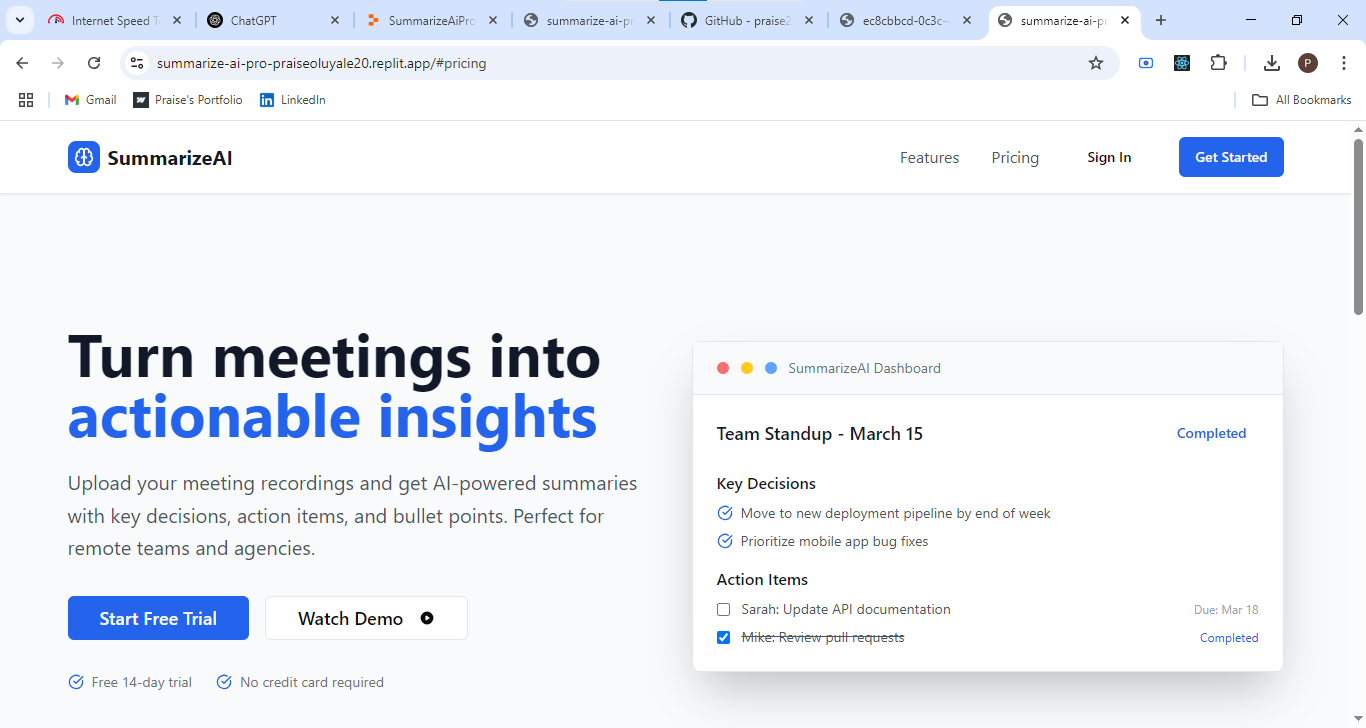 Internet Speed T
ChatGPT
SummarizeAiPro
summarize-ai-pr
GitHub - praise2
ec8cbbcd-0c3c-
summarize-ai-pr
summarize-ai-pro-praiseoluyale20.replit.app/#pricing
P
Gmail
Praise's Portfolio
LinkedIn
All Bookmarks
SummarizeAI
Features
Pricing
Sign In
Get Started
Turn meetings into
actionable insights
Upload your meeting recordings and get AI-powered summaries
with key decisions, action items, and bullet points. Perfect for
remote teams and agencies.
Start Free Trial
Watch Demo
Free 14-day trial
No credit card required
SummarizeAI Dashboard
Team Standup - March 15
Completed
Key Decisions
Move to new deployment pipeline by end of week
Prioritize mobile app bug fixes
Action Items
Sarah: Update API documentation
Due: Mar 18
Mike: Review pull requests
Completed